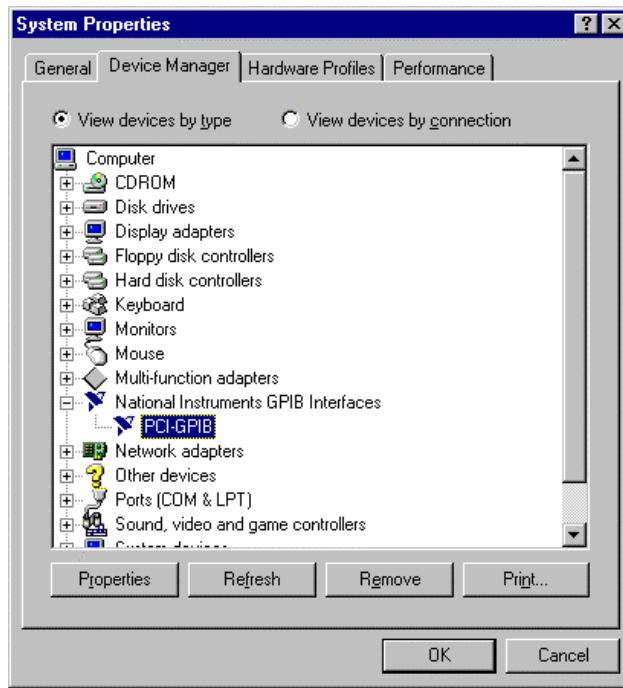 System Properties
General Device Manager Hardware Profiles Performance
View devices by type View devices by connection
Computer
CDROM
Disk drives
Display adapters
Floppy disk controllers
Hard disk controllers
Keyboard
Monitors
Mouse
Multi-function adapters
National Instruments GPIB Interfaces
PCI-GPIB
Network adapters
Other devices
Ports (COM & LPT)
Sound, video and game controllers
System devices
Properties Refresh Remove Print...
OK Cancel